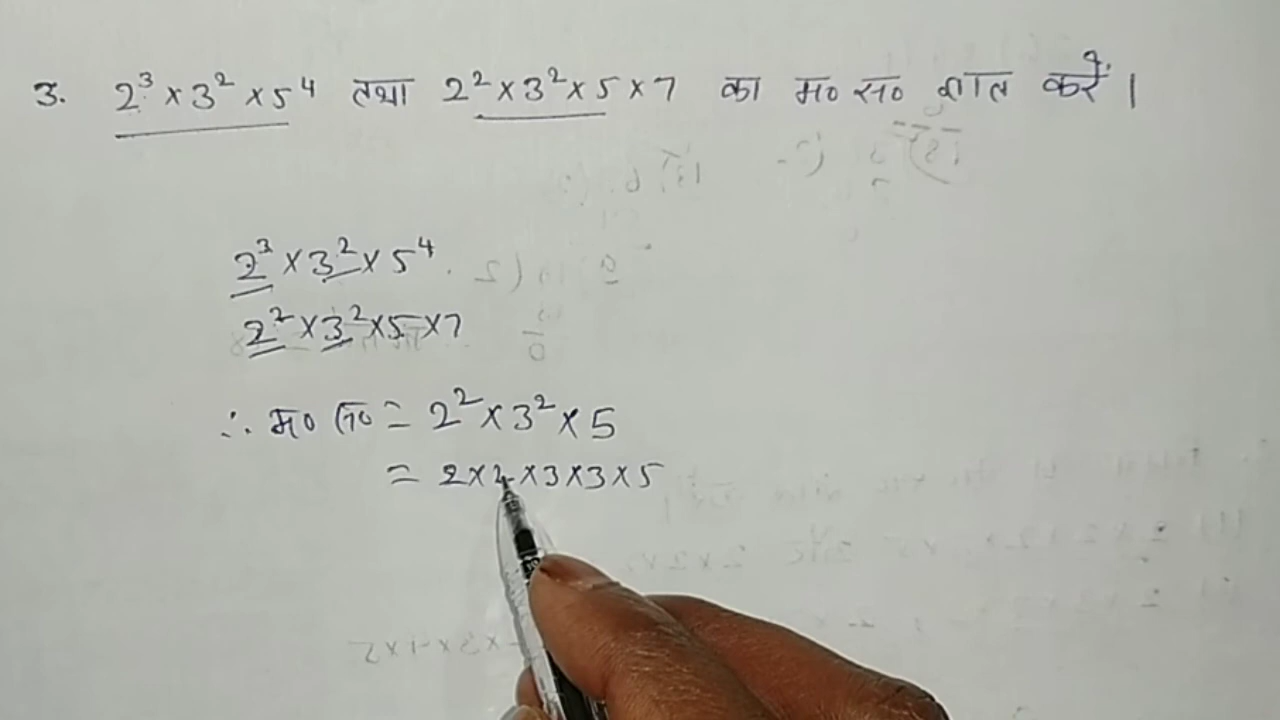 3. 2³ × 3² × 5⁴ तथा 2² × 3² × 5 × 7 का म० स० ज्ञात करें।
2³ × 3² × 5⁴
2² × 3² × 5 × 7
∴ म० स० = 2² × 3² × 5
= 2 × 2 × 3 × 3 × 5